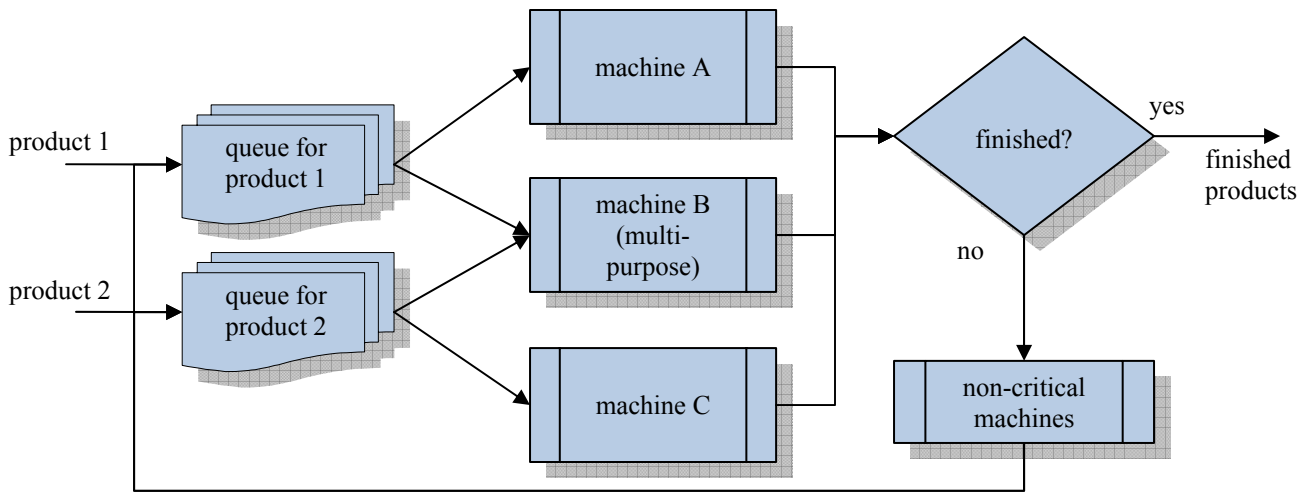 product 1
queue for
product 1
product 2
queue for
product 2
machine A
machine B
(multi-
purpose)
machine C
finished?
yes
finished
products
no
non-critical
machines